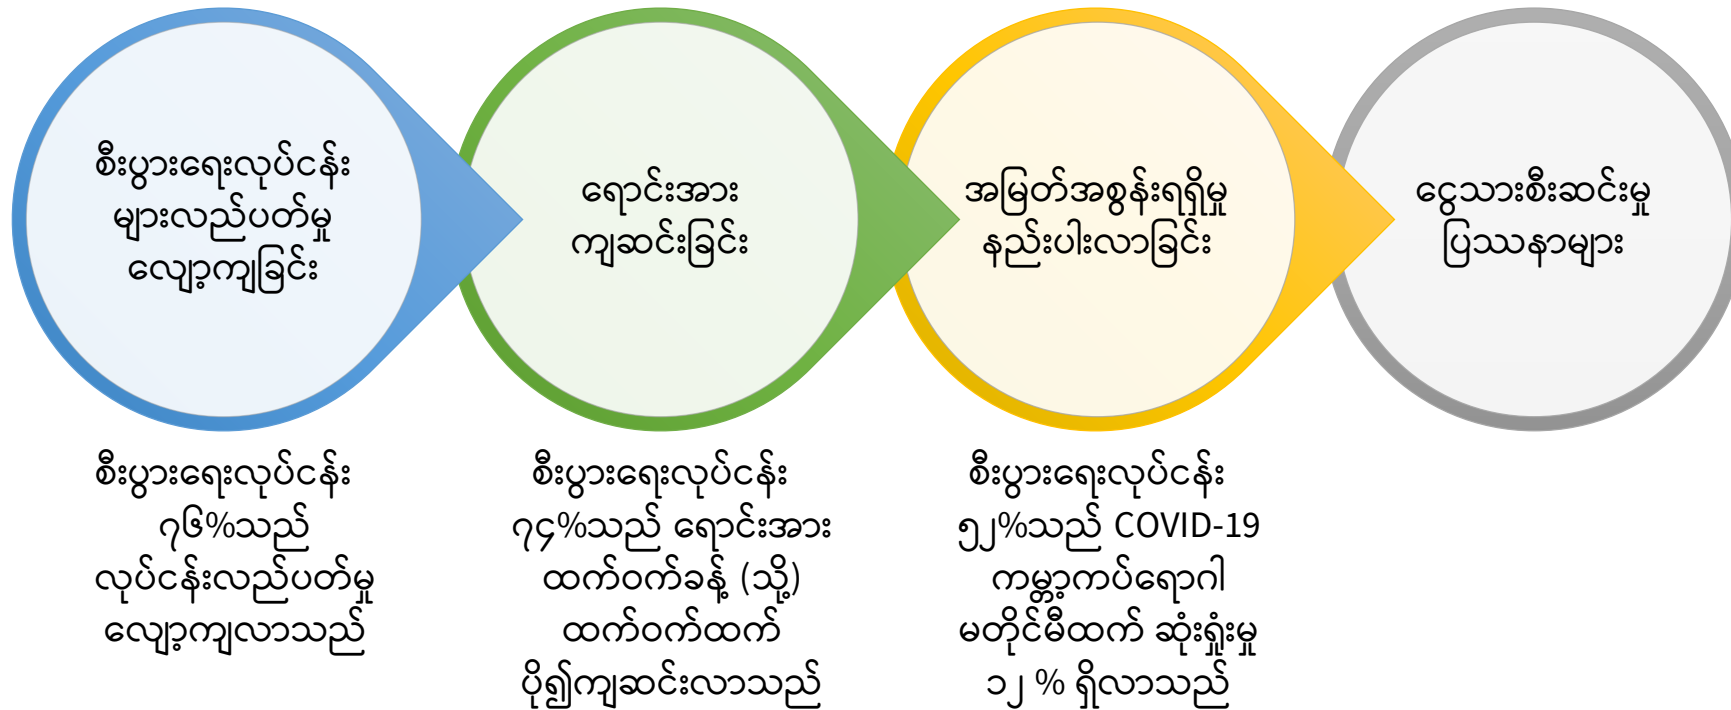 စီးပွားရေးလုပ်ငန်း
များလည်ပတ်မှု
လျော့ကျခြင်း
ရောင်းအား
ကျဆင်းခြင်း
အမြတ်အစွန်းရရှိမှု
နည်းပါးလာခြင်း
ငွေသားစီးဆင်းမှု
ပြဿနာများ
စီးပွားရေးလုပ်ငန်း
၇၆%သည်
လုပ်ငန်းလည်ပတ်မှု
လျော့ကျလာသည်
စီးပွားရေးလုပ်ငန်း
၇၄%သည် ရောင်းအား
ထက်ဝက်ခန့် (သို့)
ထက်ဝက်ထက်
ပို၍ကျဆင်းလာသည်
စီးပွားရေးလုပ်ငန်း
၅၂%သည် COVID-19
ကမ္ဘာ့ကပ်ရောဂါ
မတိုင်မီထက် ဆုံးရှုံးမှု
၁၂ % ရှိလာသည်